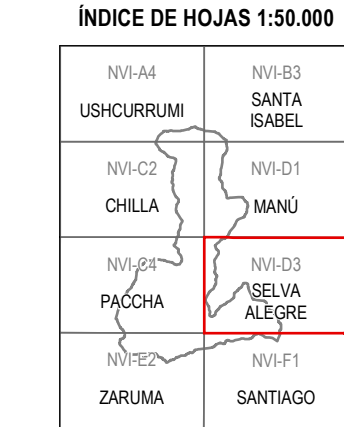 ÍNDICE DE HOJAS 1:50.000
NVI-A4
USHCURRUMI
NVI-B3
SANTA
ISABEL
NVI-C2
CHILLA
NVI-D1
MANÚ
NVI-C4
PACCHA
NVI-D3
SELVA
ALEGRE
NVI-E2
ZARUMA
NVI-F1
SANTIAGO